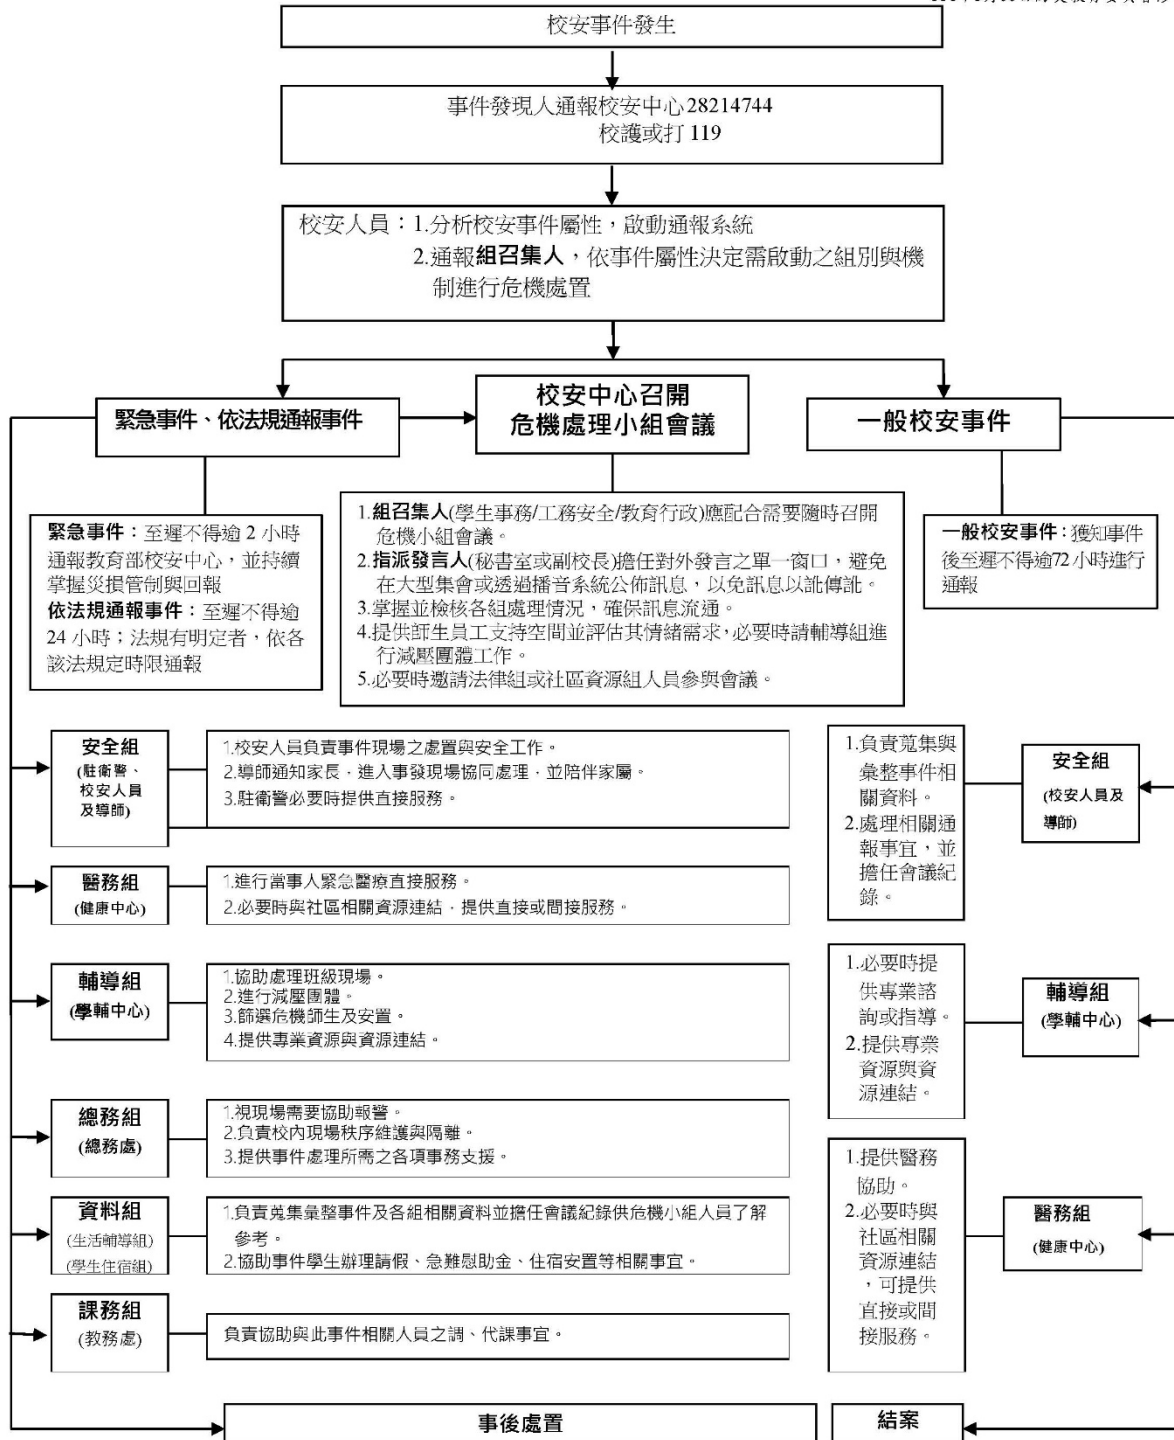 校安事件發生
事件發現人通報校安中心28214744
校護或打 119
校安人員：1.分析校安事件屬性，啟動通報系統
2.通報組召集人，依事件屬性決定需啟動之組別與機
制進行危機處置
緊急事件、依法規通報事件
校安中心召開
危機處理小組會議
一般校安事件
緊急事件：至遲不得逾 2 小時
通報教育部校安中心，並持續
掌握災損管制與回報
依法規通報事件：至遲不得逾
24 小時；法規有明定者，依各
該法規定時限通報
1.組召集人(學生事務/工務安全/教育行政)應配合需要隨時召開
危機小組會議。
2.指派發言人(秘書室或副校長)擔任對外發言之單一窗口，避免
在大型集會或透過播音系統公佈訊息，以免訊息以訛傳訛。
3.掌握並檢核各組處理情況，確保訊息流通。
4.提供師生員工支持空間並評估其情緒需求，必要時請輔導組進
行減壓團體工作。
5.必要時邀請法律組或社區資源組人員參與會議。
一般校安事件：獲知事件
後至遲不得逾72 小時進行
通報
安全組
(駐衛警、
校安人員
及導師)
1.校安人員負責事件現場之處置與安全工作。
2.導師通知家長，進入事發現場協同處理，並陪伴家屬。
3.駐衛警必要時提供直接服務。
醫務組
(健康中心)
1.進行當事人緊急醫療直接服務。
2.必要時與社區相關資源連結，提供直接或間接服務。
輔導組
(學輔中心)
1.協助處理班級現場。
2.進行減壓團體。
3.篩選危機師生及安置。
4.提供專業資源與資源連結。
總務組
(總務處)
1.視現場需要協助報警。
2.負責校內現場秩序維護與隔離。
3.提供事件處理所需之各項事務支援。
資料組
(生活輔導組)
(學生住宿組)
1.負責蒐集彙整事件及各組相關資料並擔任會議紀錄供危機小組人員了解
參考。
2.協助事件學生辦理請假、急難慰助金、住宿安置等相關事宜。
課務組
(教務處)
負責協助與此事件相關人員之調、代課事宜。
1.負責蒐集與
彙整事件相
關資料。
2.處理相關通
報事宜，並
擔任會議紀
錄。
安全組
(校安人員及
導師)
1.必要時提
供專業諮
詢或指導。
2.提供專業
資源與資
源連結。
輔導組
(學輔中心)
1.提供醫務
協助。
2.必要時與
社區相關
資源連結
，可提供
直接或間
接服務。
醫務組
(健康中心)
事後處置
結案